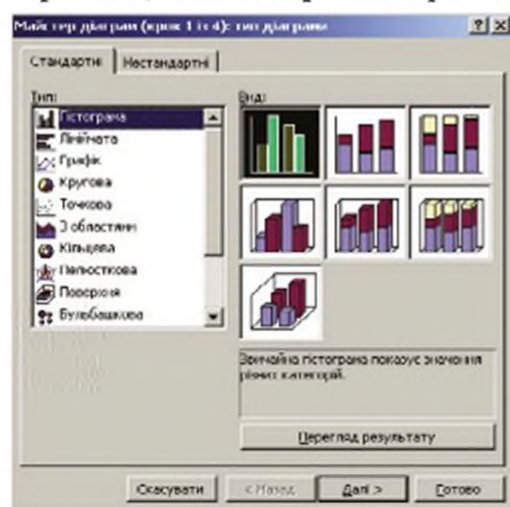 Майстер діаграм (крок 1 із 4): тип діаграми
Стандартні Нестандартні
Тип:
Гістограма
Лінійчата
Графік
Кругова
Точкова
З областями
Кільцева
Пелюсткова
Поверхня
Бульбашкова
Вид:
Звичайна гістограма показує значення
різних категорій.
Перегляд результату
Скасувати < Назад Далі > Готово